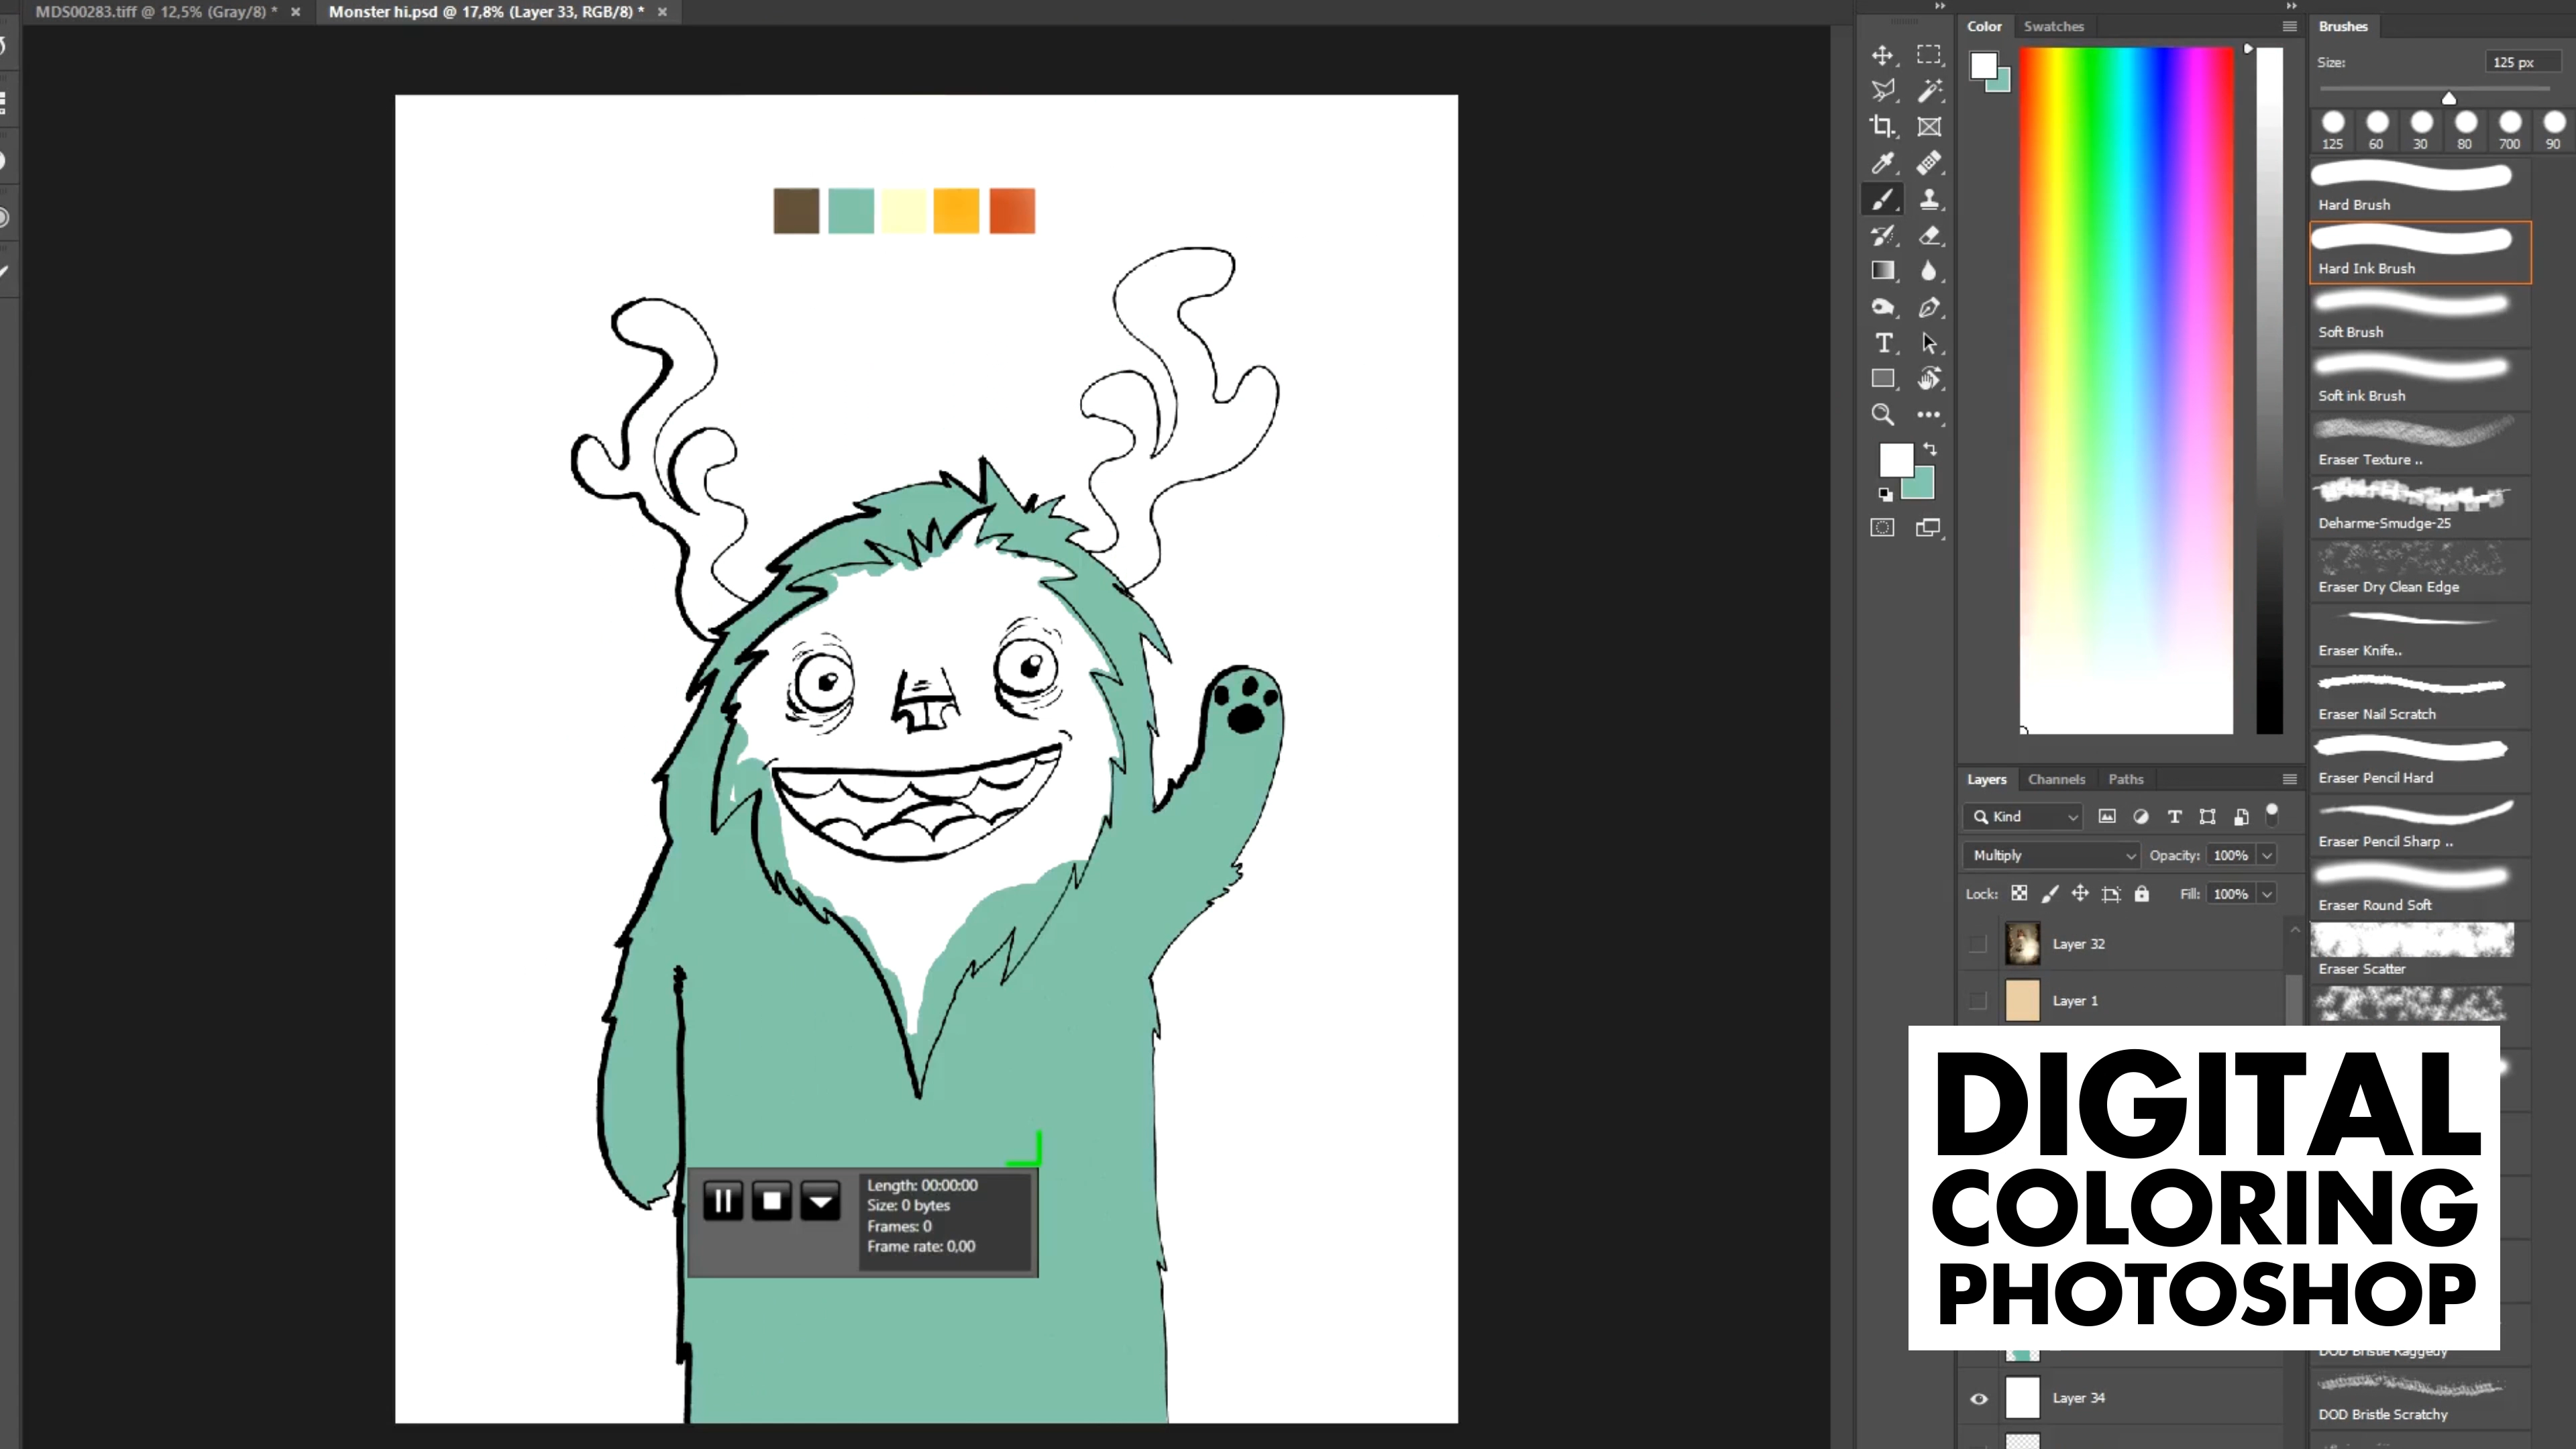 MDS00283.tiff @ 12,5% (Gray/8) *
Monster hi.psd @ 17,8% (Layer 33, RGB/8) *
Color
Swatches
Brushes
Size:
125 px
125
60
30
80
700
90
Hard Brush
Hard Ink Brush
Soft Brush
Soft ink Brush
Eraser Texture ..
Deharme-Smudge-25
Eraser Dry Clean Edge
Eraser Knife..
Eraser Nail Scratch
Eraser Pencil Hard
Eraser Pencil Sharp ..
Eraser Round Soft
Eraser Scatter
Layers
Channels
Paths
Kind
Multiply
Opacity: 100%
Lock:
Fill: 100%
Layer 32
Layer 1
Length: 00:00:00
Size: 0 bytes
Frames: 0
Frame rate: 0,00
DIGITAL
COLORING
PHOTOSHOP
DOD Bristle Raggedy
Layer 34
DOD Bristle Scratchy